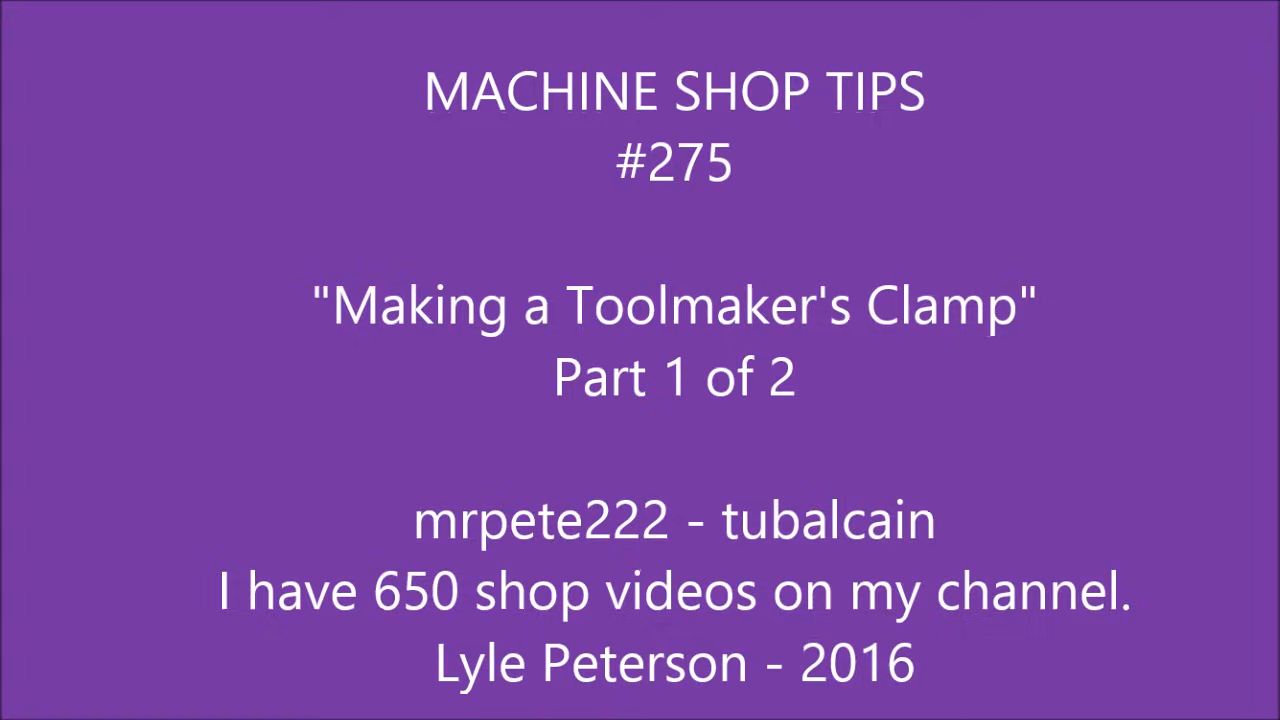 MACHINE SHOP TIPS
#275
"Making a Toolmaker's Clamp"
Part 1 of 2
mrpete222 - tubalcain
I have 650 shop videos on my channel.
Lyle Peterson - 2016